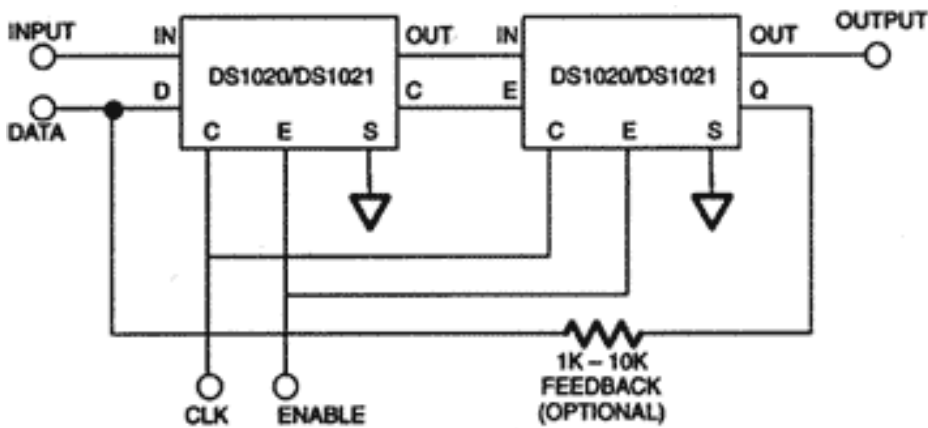 INPUT IN OUT IN OUT OUTPUT
DS1020/DS1021 DS1020/DS1021
DATA D C E Q
C E S C E S
1K – 10K
FEEDBACK
(OPTIONAL)
CLK ENABLE